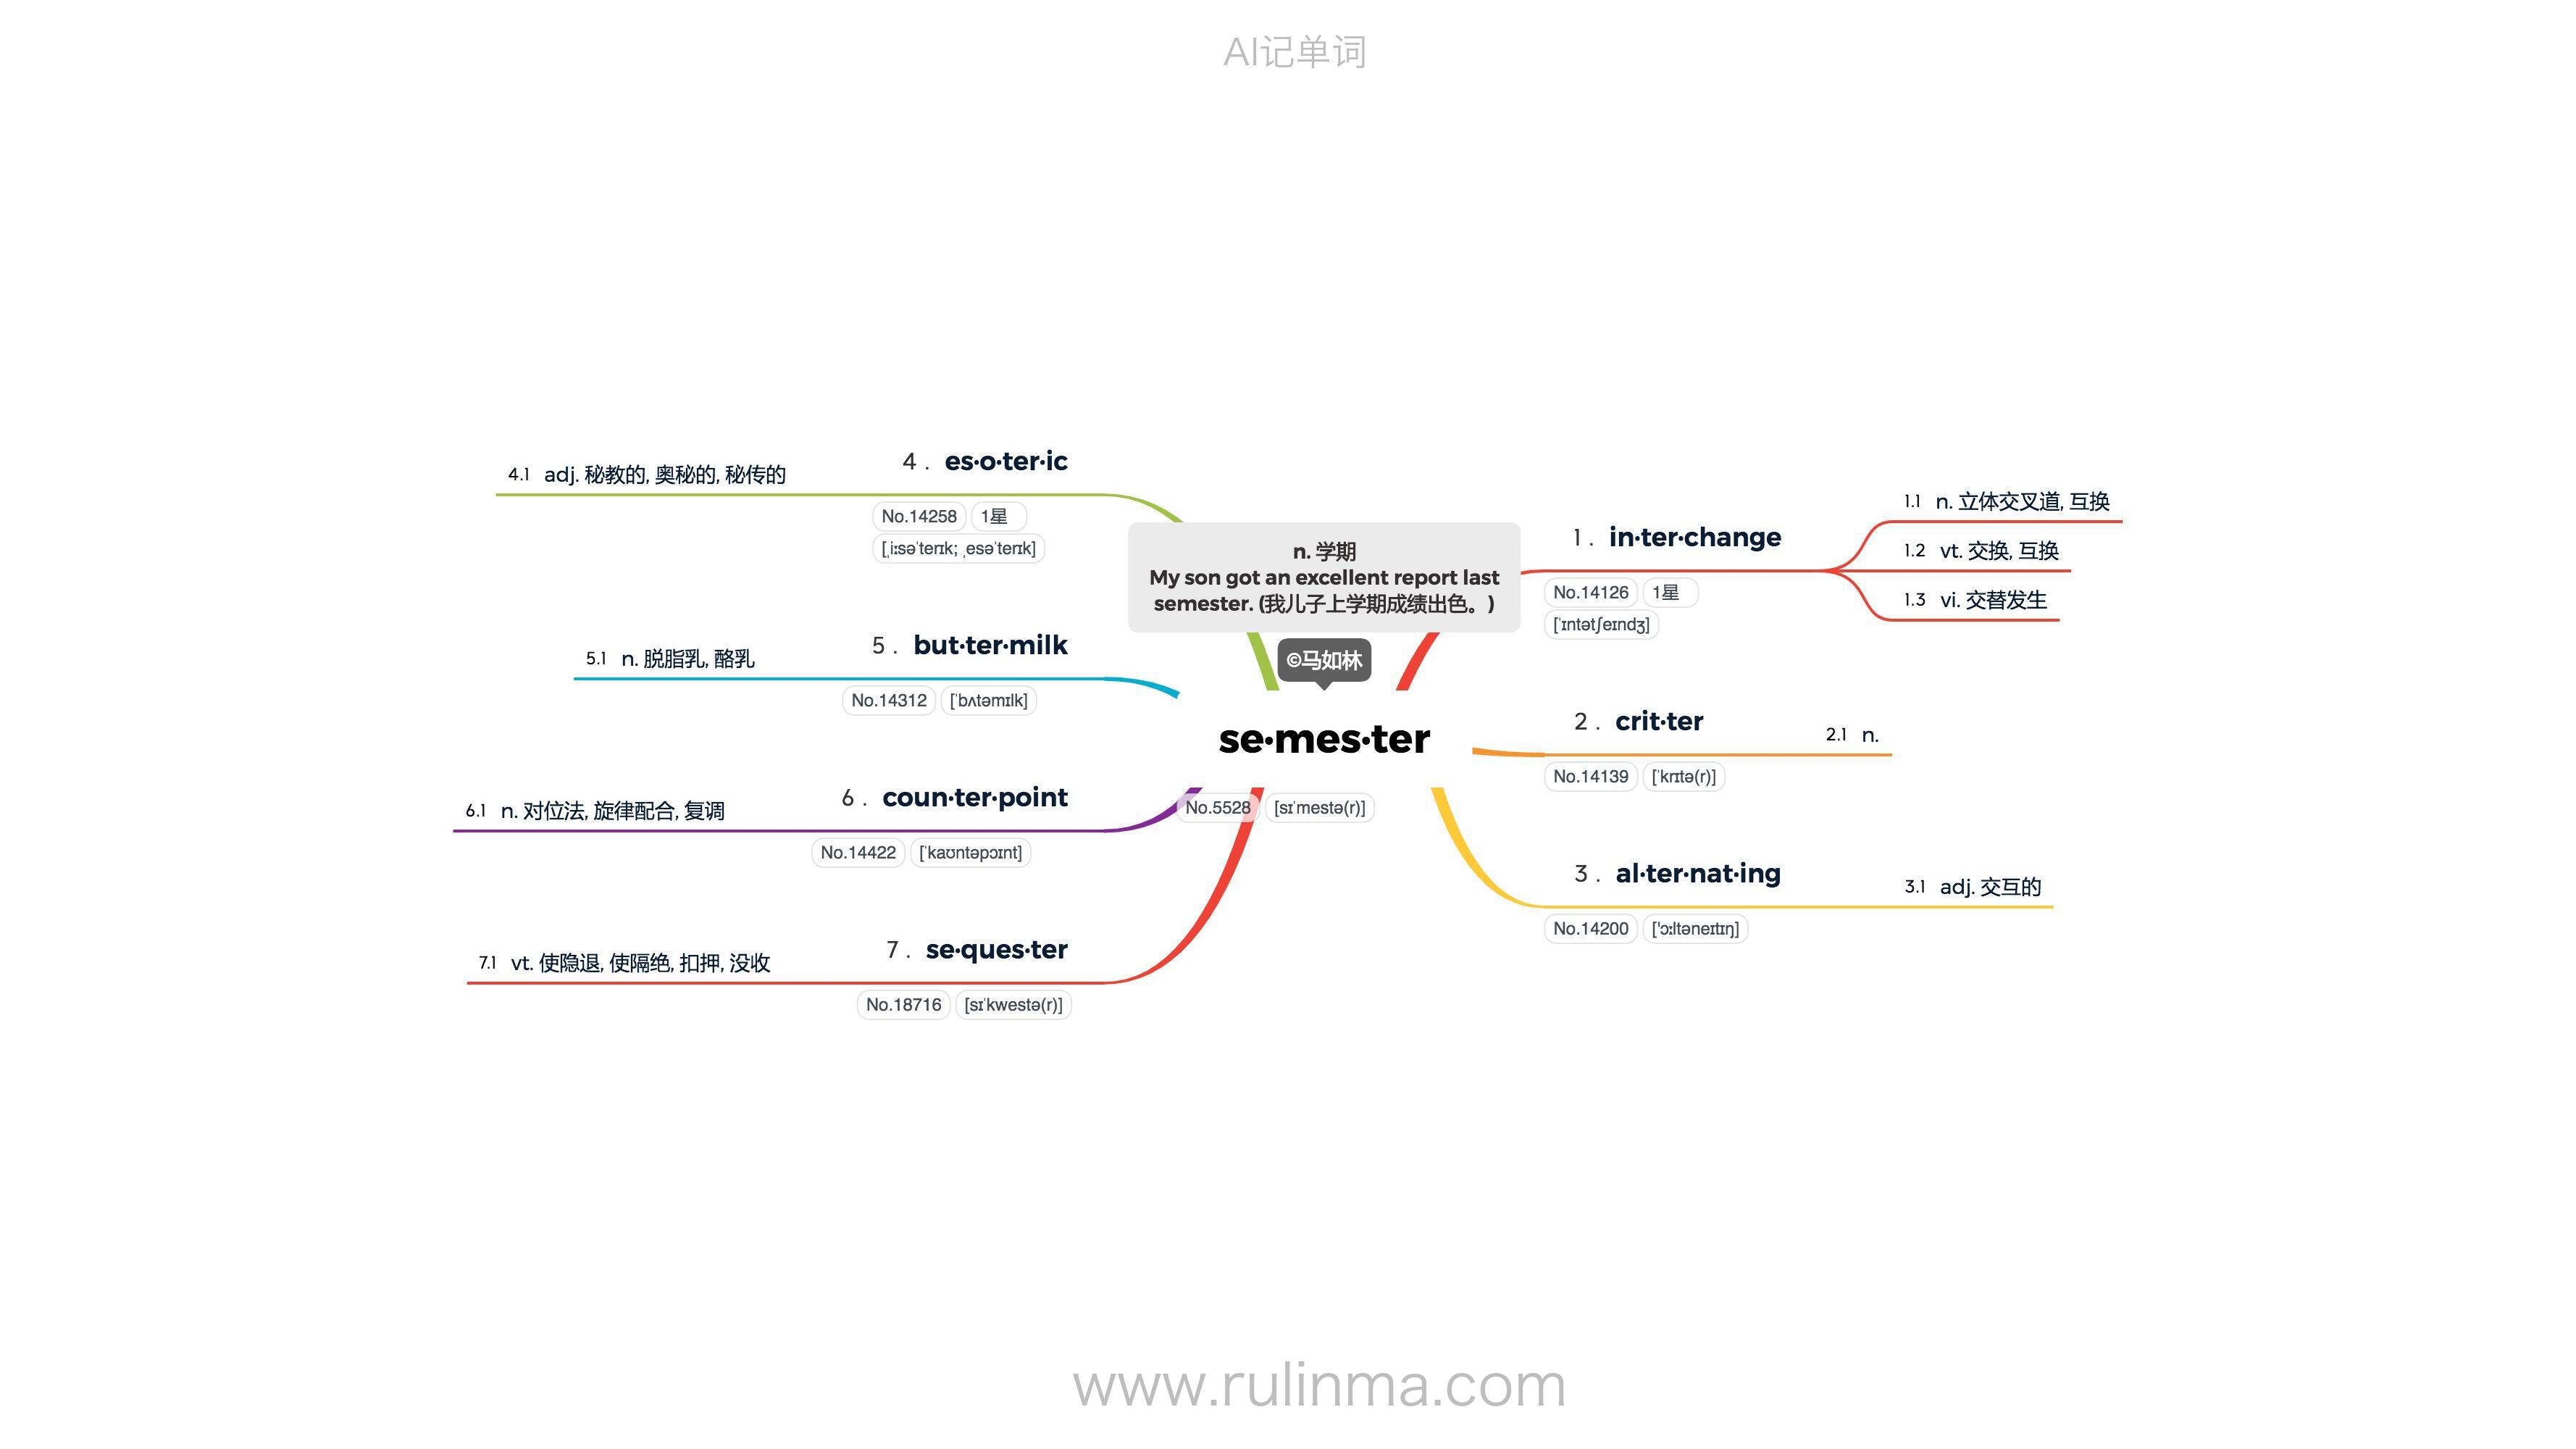 AI记单词
n. 学期
My son got an excellent report last
semester. (我儿子上学期成绩出色。)
©马如林
se·mes·ter
No.5528 [sɪˈmestə(r)]
1 . in·ter·change
No.14126 1星
[ˈɪntətʃeɪndʒ]
1.1 n. 立体交叉道, 互换
1.2 vt. 交换, 互换
1.3 vi. 交替发生
2 . crit·ter
No.14139 [ˈkrɪtə(r)]
2.1 n.
3 . al·ter·nat·ing
No.14200 ['ɔːltəneɪtɪŋ]
3.1 adj. 交互的
4 . es·o·ter·ic
No.14258 1星
[ˌiːsəˈterɪk; ˌesəˈterɪk]
4.1 adj. 秘教的, 奥秘的, 秘传的
5 . but·ter·milk
No.14312 [ˈbʌtəmɪlk]
5.1 n. 脱脂乳, 酪乳
6 . coun·ter·point
No.14422 [ˈkaʊntəpɔɪnt]
6.1 n. 对位法, 旋律配合, 复调
7 . se·ques·ter
No.18716 [sɪˈkwestə(r)]
7.1 vt. 使隐退, 使隔绝, 扣押, 没收
www.rulinma.com